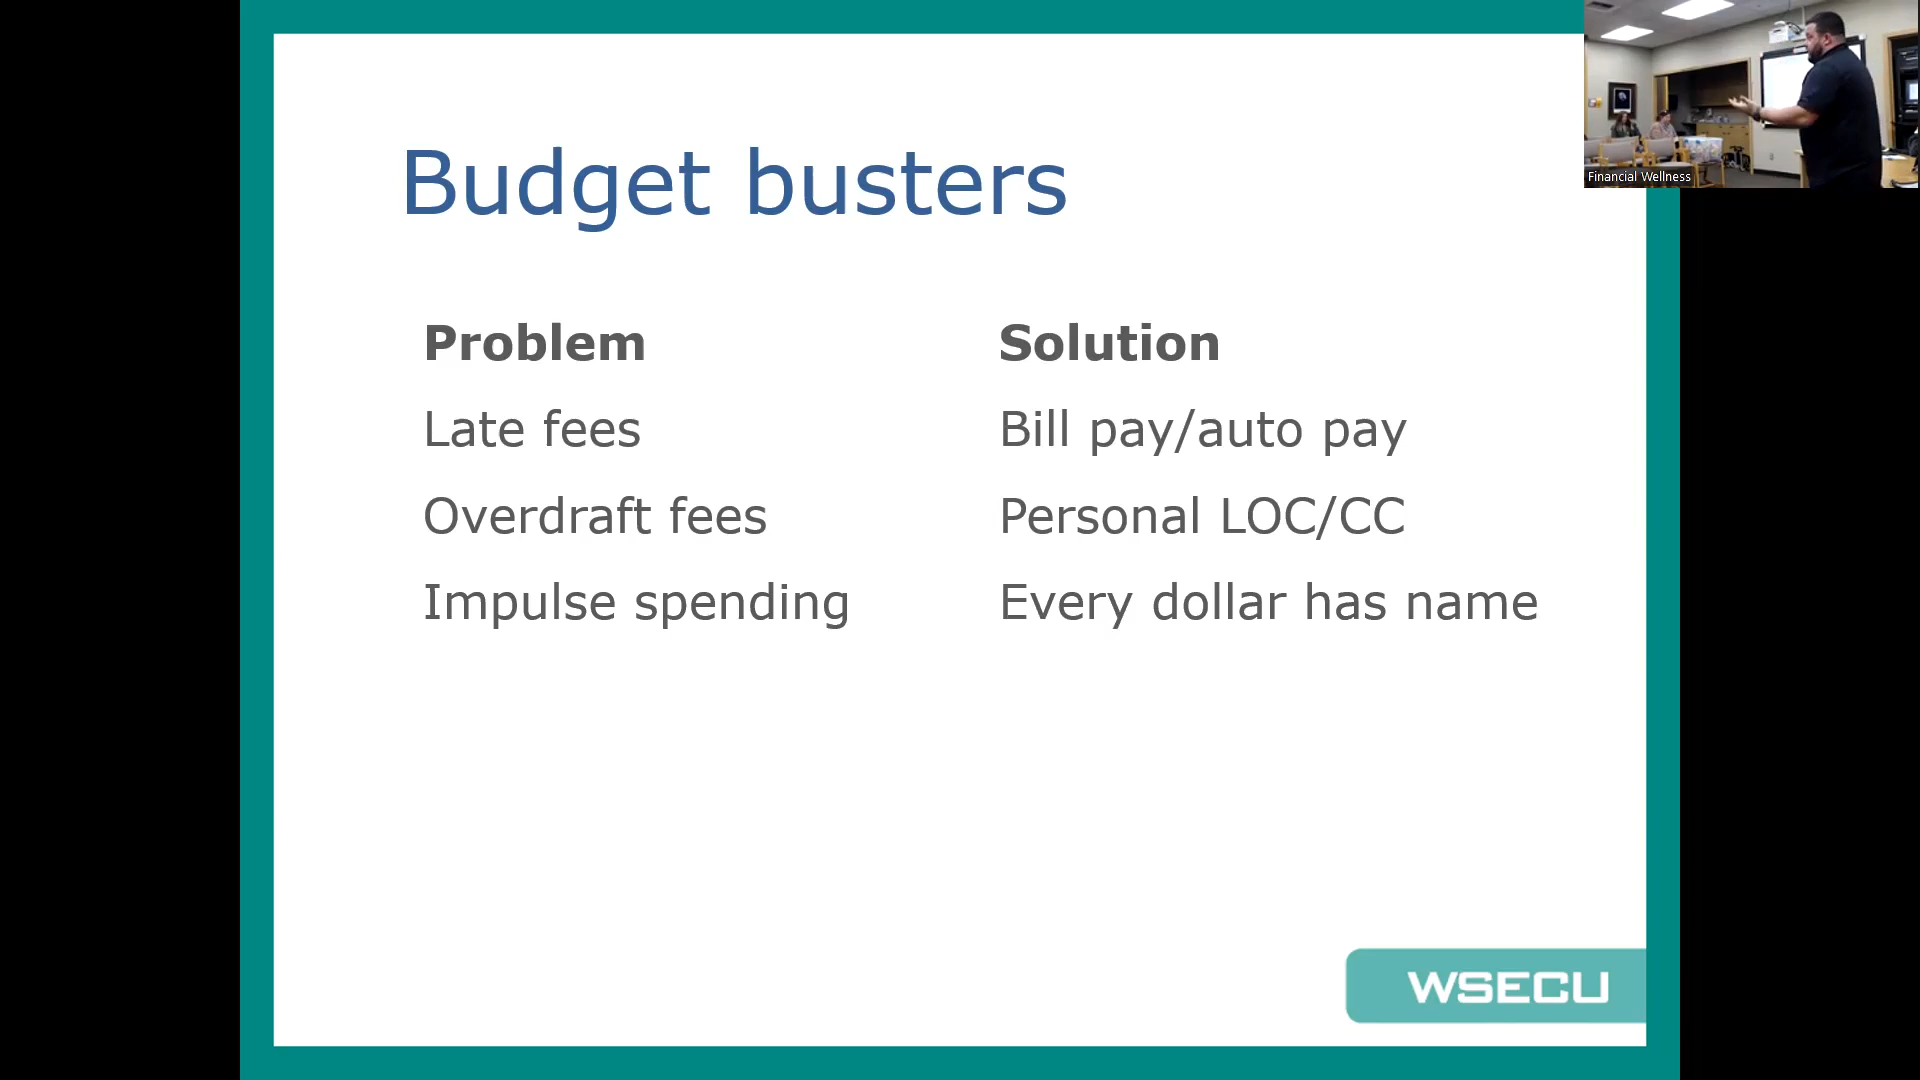 Budget busters
Problem Solution
Late fees Bill pay/auto pay
Overdraft fees Personal LOC/CC
Impulse spending Every dollar has name
WSECU
Financial Wellness